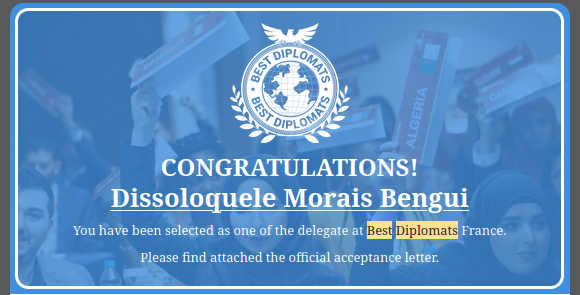 BEST DIPLOMATS
BEST DIPLOMATS
ALGERIA
CONGRATULATIONS!
Dissoloquele Morais Bengui
You have been selected as one of the delegate at Best Diplomats France.
Please find attached the official acceptance letter.